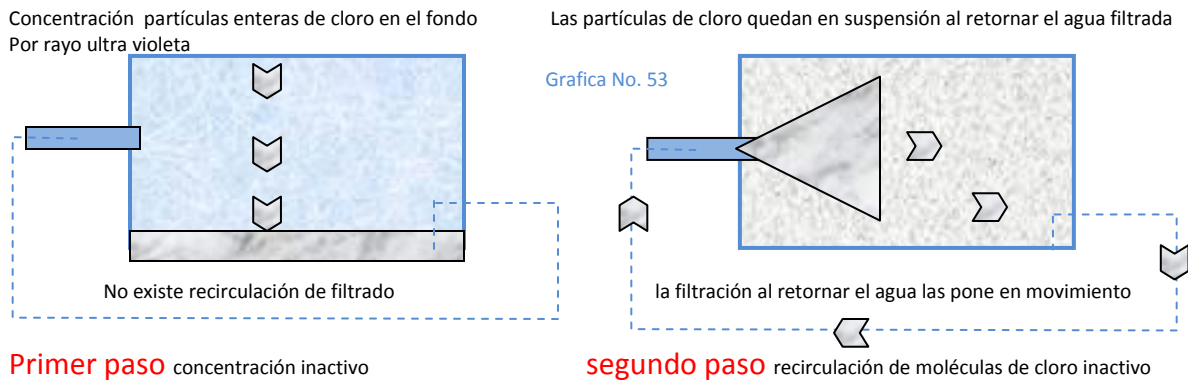 Concentración partículas enteras de cloro en el fondo
Por rayo ultra violeta
Las partículas de cloro quedan en suspensión al retornar el agua filtrada
Grafica No. 53
No existe recirculación de filtrado
la filtración al retornar el agua las pone en movimiento
Primer paso concentración inactivo
segundo paso recirculación de moléculas de cloro inactivo